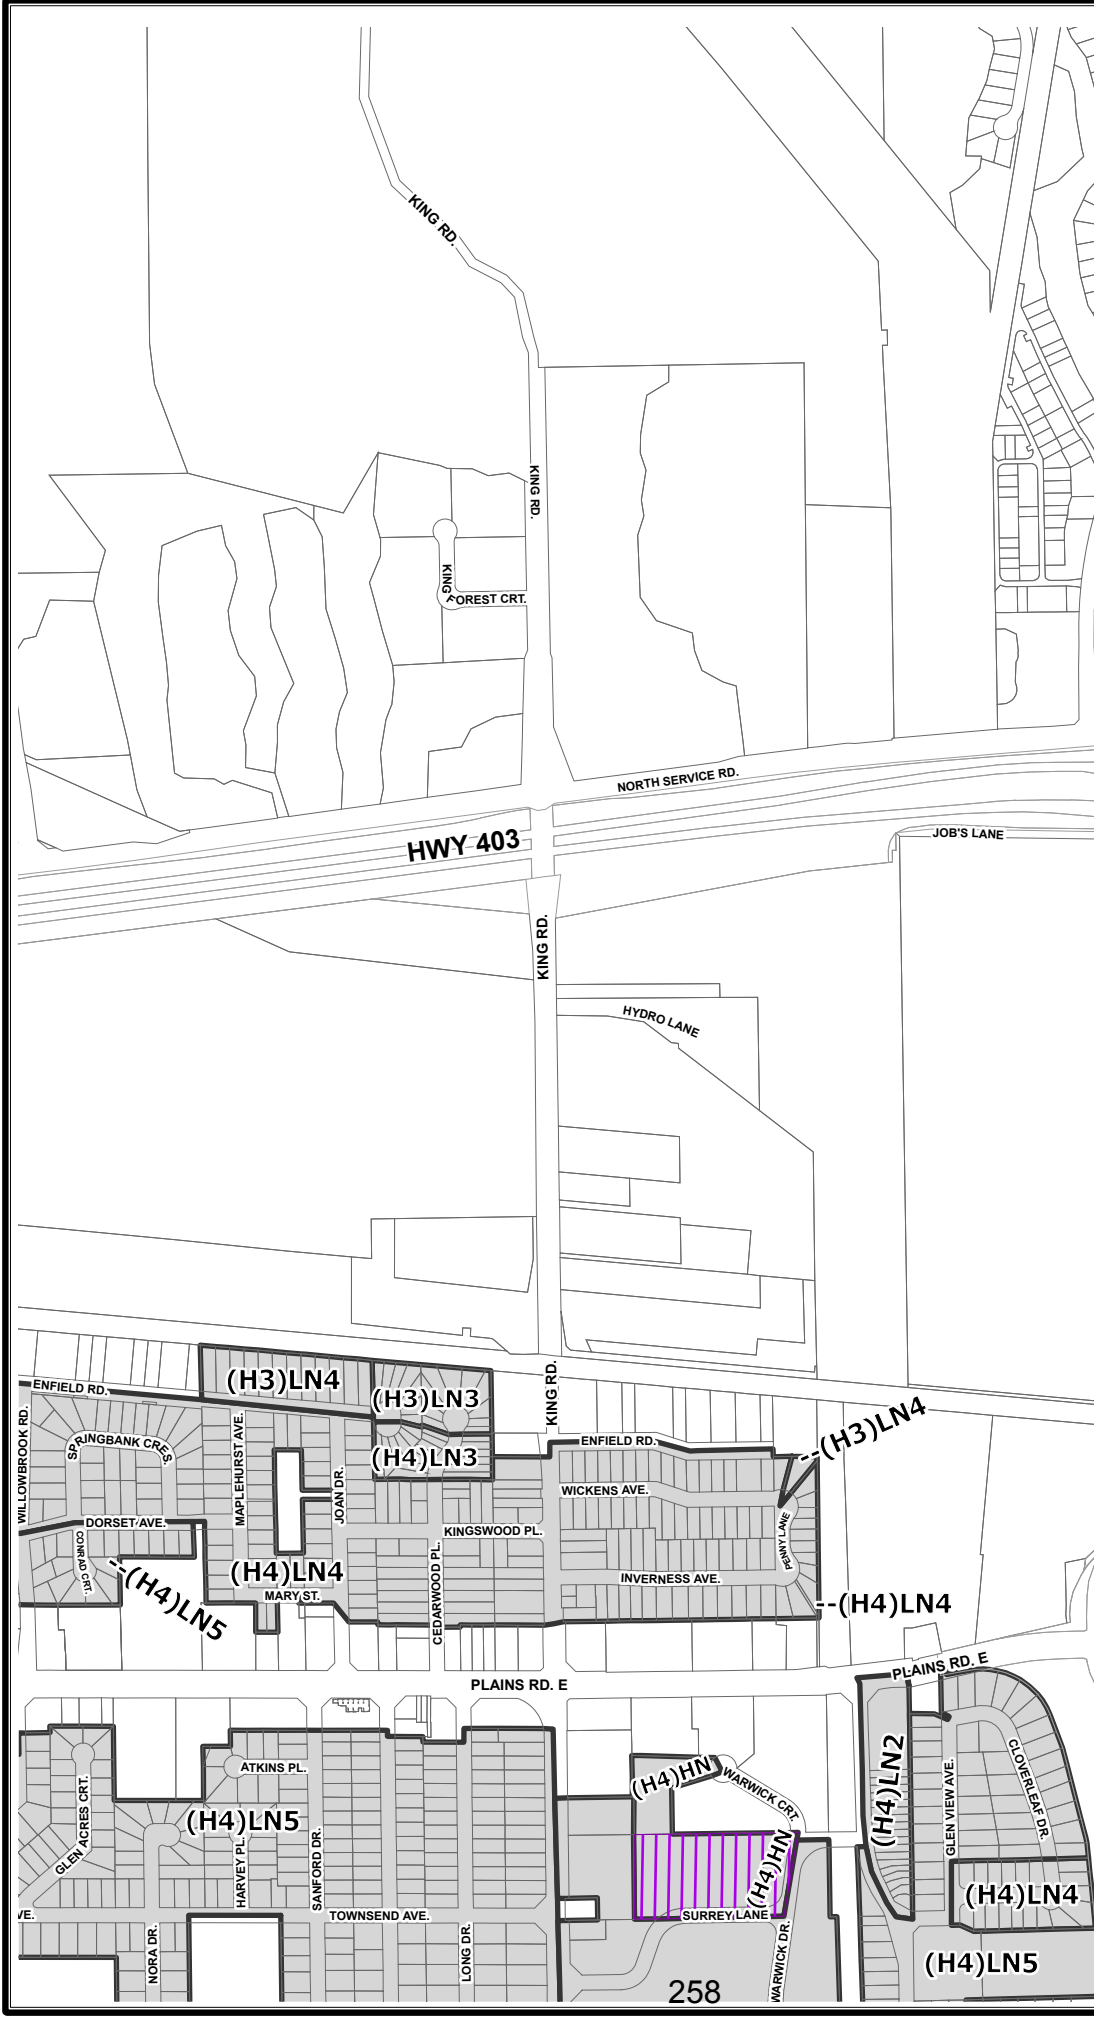 KING RD.
KING RD.
KING FOREST CRT.
NORTH SERVICE RD.
HWY 403
JOB'S LANE
KING RD.
HYDRO LANE
KING RD.
(H3)LN4
(H3)LN3
ENFIELD RD.
(H4)LN3
ENFIELD RD.
--(H3)LN4
WILLOWBROOK RD.
SPRINGBANK CRES.
MAPLEHURST AVE.
JOAN DR.
WICKENS AVE.
DORSET AVE.
KINGSWOOD PL.
PENNY LANE
CONRAD CRT.
--(H4)LN5
(H4)LN4
MARY ST.
CEDARWOOD PL.
INVERNESS AVE.
--(H4)LN4
PLAINS RD. E
PLAINS RD. E
ATKINS PL.
(H4)HN
WARWICK CRT.
(H4)LN2
GLEN VIEW AVE.
CLOVERLEAF DR.
GLEN ACRES CRT.
(H4)LN5
HARVEY PL.
SANFORD DR.
(H4)HN
(H4)LN4
VE.
TOWNSEND AVE.
SURREY LANE
NORA DR.
LONG DR.
WARWICK DR.
(H4)LN5
258